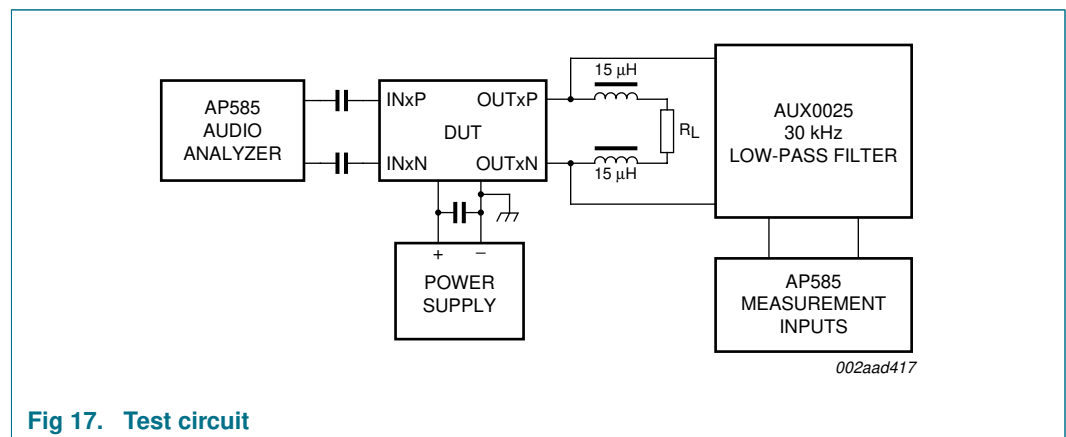 AP585
AUDIO
ANALYZER
INxP
OUTxP
DUT
INxN
OUTxN
15 μH
RL
15 μH
AUX0025
30 kHz
LOW-PASS FILTER
+ −
POWER
SUPPLY
AP585
MEASUREMENT
INPUTS
002aad417
Fig 17. Test circuit